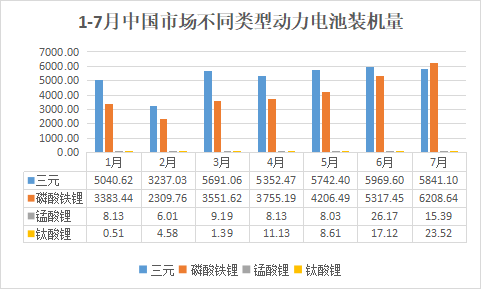 1-7月中国市场不同类型动力电池装机量
7000.00
6000.00
5000.00
4000.00
3000.00
2000.00
1000.00
0.00
1月 2月 3月 4月 5月 6月 7月
三元 5040.62 3237.03 5691.06 5352.47 5742.40 5969.60 5841.10
磷酸铁锂 3383.44 2309.76 3551.62 3755.19 4206.49 5317.45 6208.64
锰酸锂 8.13 6.01 9.19 8.13 8.03 26.17 15.39
钛酸锂 0.51 4.58 1.39 11.13 8.61 17.12 23.52
三元 磷酸铁锂 锰酸锂 钛酸锂